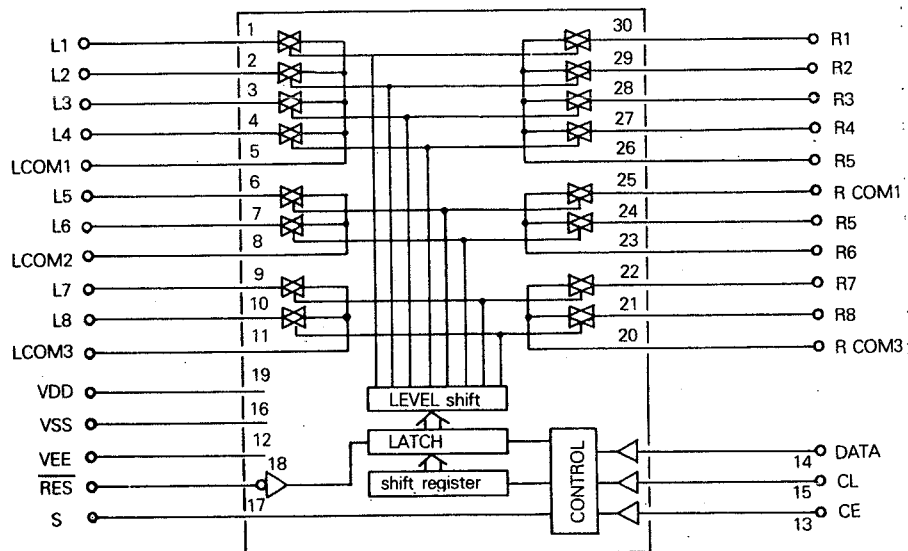 L1
1
30
R1
L2
2
29
R2
L3
3
28
R3
L4
4
27
R4
LCOM1
5
26
R5
L5
6
25
R COM1
L6
7
24
R5
LCOM2
8
23
R6
L7
9
22
R7
L8
10
21
R8
LCOM3
11
20
R COM3
VDD
19
LEVEL shift
VSS
16
VEE
12
LATCH
CONTROL
14
DATA
RES
18
shift register
15
CL
S
17
13
CE